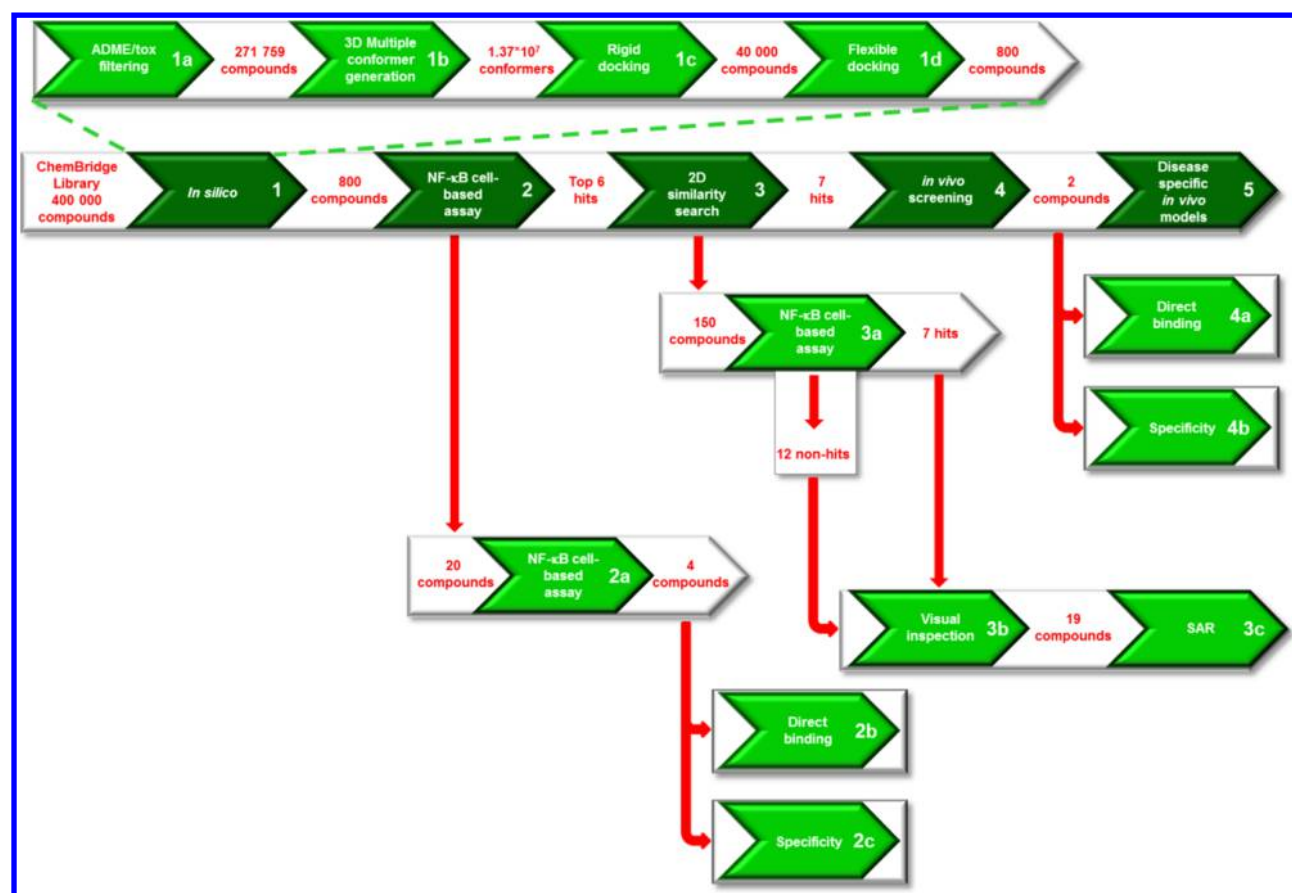 ADME/tox
filtering
1a
271 759
compounds
3D Multiple
conformer
generation
1b
1.37*10⁷
conformers
Rigid
docking
1c
40 000
compounds
Flexible
docking
1d
800
compounds
ChemBridge
Library
400 000
compounds
In silico
1
800
compounds
NF-κB cell-
based assay
2
Top 6
hits
2D
similarity
search
3
7
hits
in vivo
screening
4
2
compounds
Disease
specific
in vivo
models
5
150
compounds
NF-κB cell-
based
assay
3a
7 hits
12 non-hits
Direct
binding
4a
Specificity
4b
20
compounds
NF-κB cell-
based
assay
2a
4
compounds
Visual
inspection
3b
19
compounds
SAR
3c
Direct
binding
2b
Specificity
2c